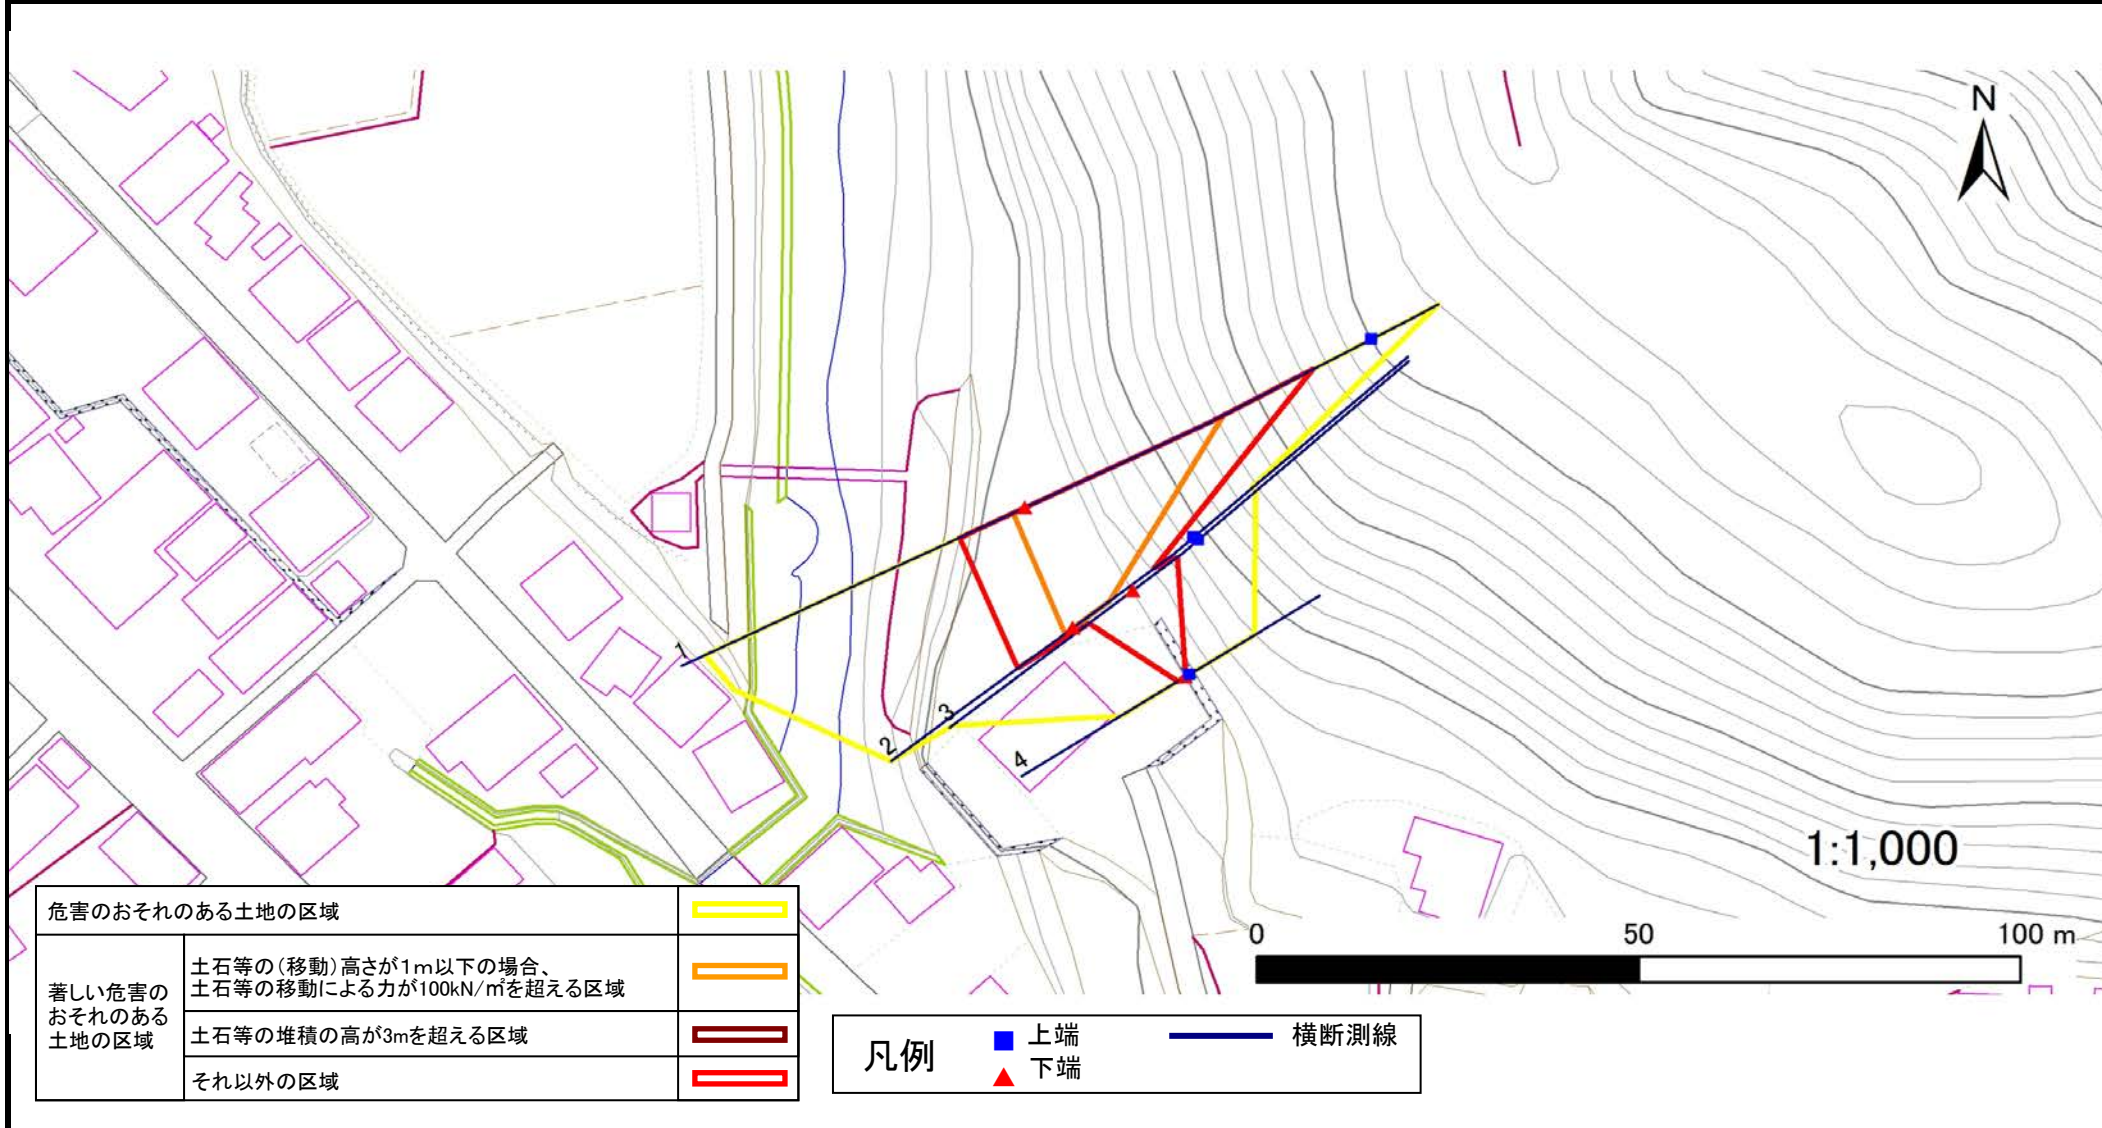 N
1
2
3
4
1:1,000
0 50 100 m
危害のおそれのある土地の区域
著しい危害の
おそれのある
土地の区域
土石等の(移動)高さが1m以下の場合、
土石等の移動による力が100kN/㎡を超える区域
土石等の堆積の高が3mを超える区域
それ以外の区域
凡例
上端
下端
横断測線